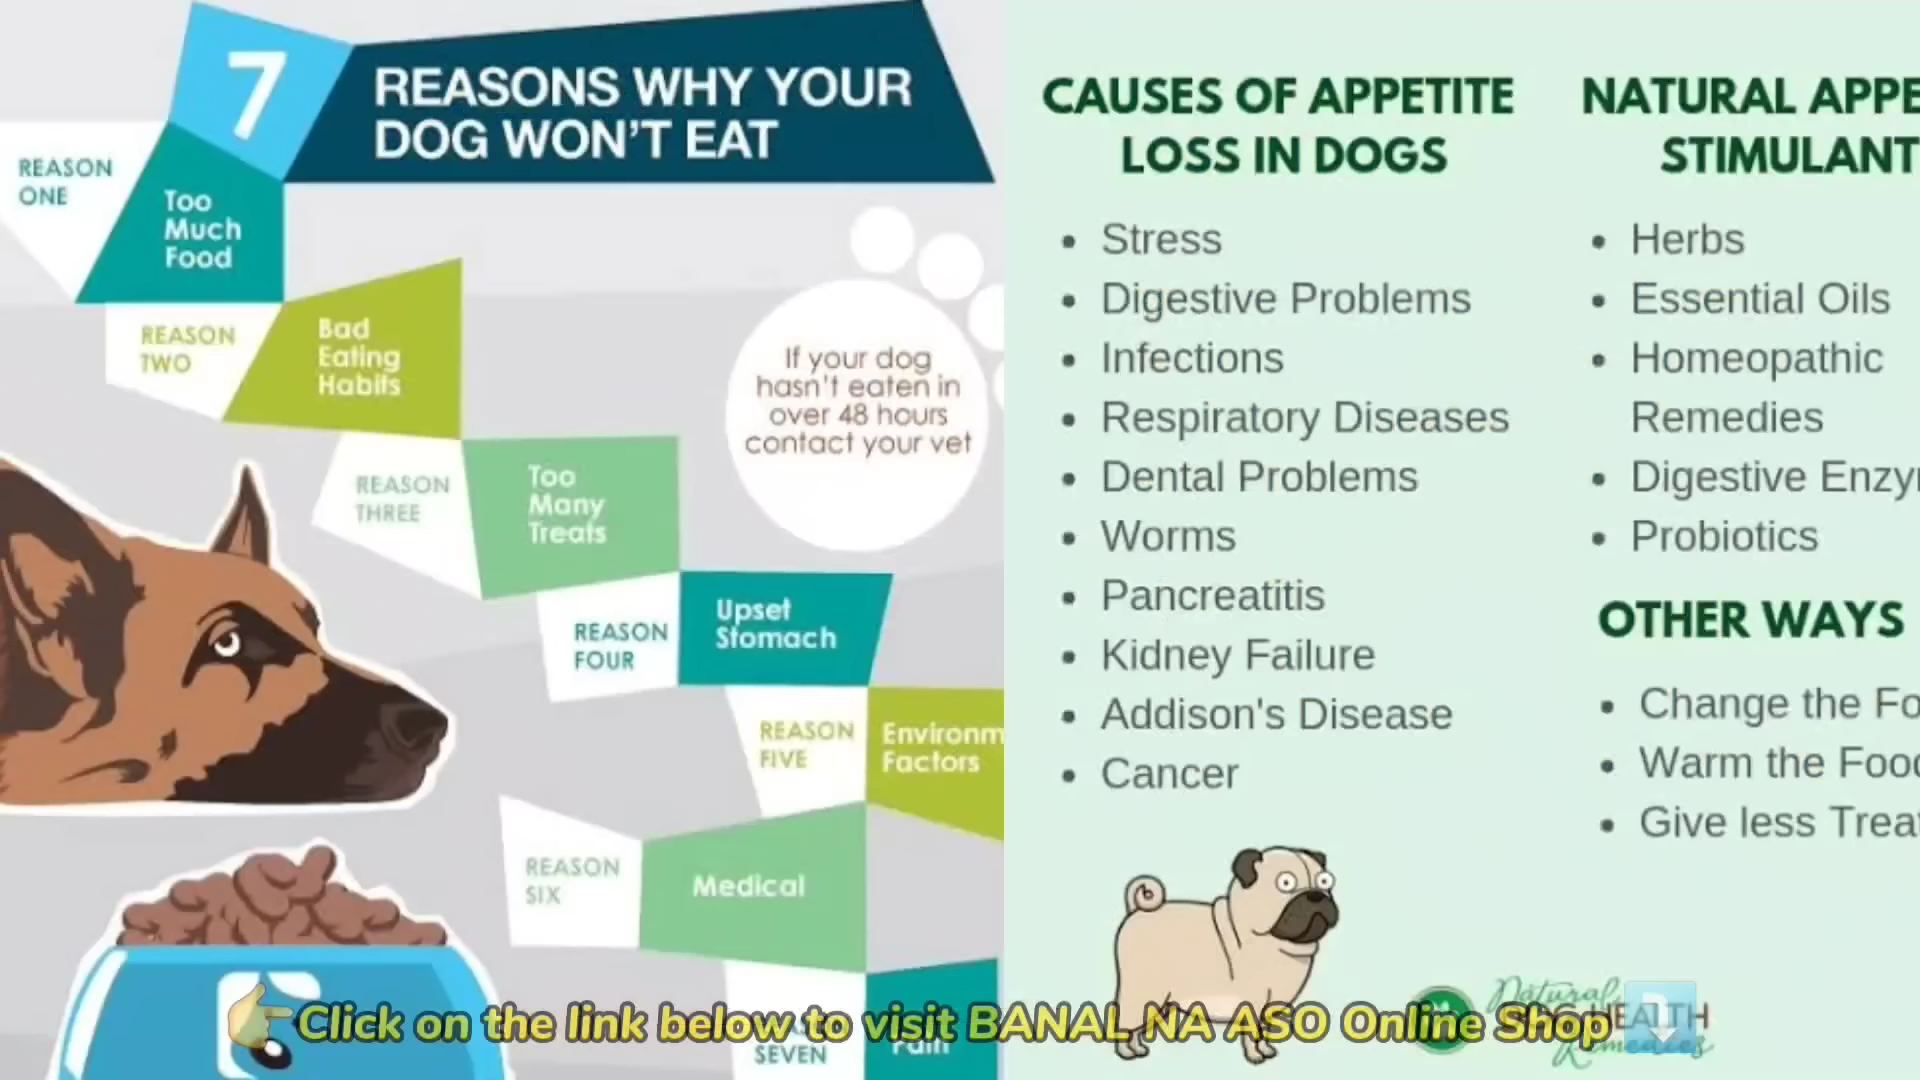 7
REASONS WHY YOUR
DOG WON'T EAT
REASON
ONE
Too
Much
Food
REASON
TWO
Bad
Eating
Habits
If your dog
hasn't eaten in
over 48 hours
contact your vet
REASON
THREE
Too
Many
Treats
REASON
FOUR
Upset
Stomach
REASON
FIVE
Environm
Factors
REASON
SIX
Medical
SEVEN
Pain
CAUSES OF APPETITE
LOSS IN DOGS
• Stress
• Digestive Problems
• Infections
• Respiratory Diseases
• Dental Problems
• Worms
• Pancreatitis
• Kidney Failure
• Addison's Disease
• Cancer
NATURAL APPE
STIMULANT
• Herbs
• Essential Oils
• Homeopathic
Remedies
• Digestive Enzy
• Probiotics
OTHER WAYS
• Change the Fo
• Warm the Food
• Give less Trea
Natural
HEALTH
Remedies
Click on the link below to visit BANAL NA ASO Online Shop